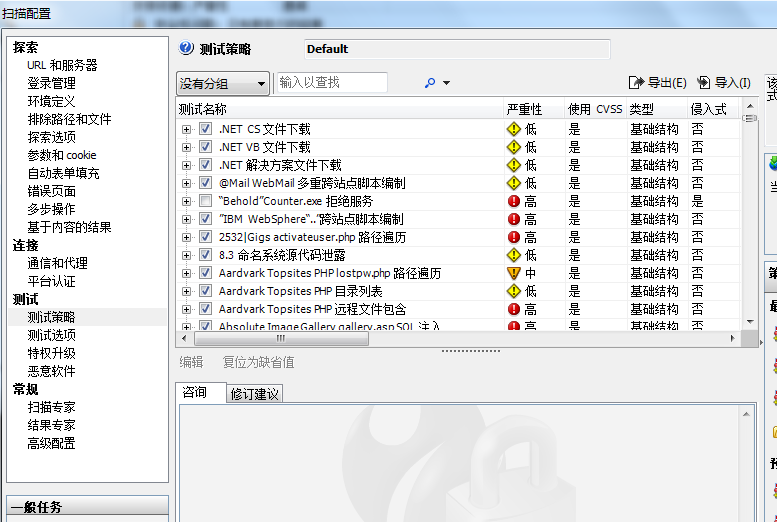 扫描配置
探索
URL 和服务器
登录管理
环境定义
排除路径和文件
探索选项
参数和 cookie
自动表单填充
错误页面
多步操作
基于内容的结果
连接
通信和代理
平台认证
测试
测试策略
测试选项
特权升级
恶意软件
常规
扫描专家
结果专家
高级配置
一般任务
测试策略 Default
没有分组 输入以查找 导出(E) 导入(I)
测试名称 严重性 使用 CVSS 类型 侵入式
.NET CS 文件下载 低 是 基础结构 否
.NET VB 文件下载 低 是 基础结构 否
.NET 解决方案文件下载 低 是 基础结构 否
@Mail WebMail 多重跨站点脚本编制 低 是 基础结构 否
“Behold”Counter.exe 拒绝服务 高 是 基础结构 是
”IBM WebSphere“..”跨站点脚本编制 高 是 基础结构 否
2532|Gigs activateuser.php 路径遍历 高 是 基础结构 否
8.3 命名系统源代码泄露 低 是 基础结构 否
Aardvark Topsites PHP lostpw.php 路径遍历 中 是 基础结构 否
Aardvark Topsites PHP 目录列表 低 是 基础结构 否
Aardvark Topsites PHP 远程文件包含 高 是 基础结构 否
Absolute Image Gallery gallery.asp SQL 注入 高 是 基础结构 否
编辑 复位为缺省值
咨询 修订建议
该
式
当